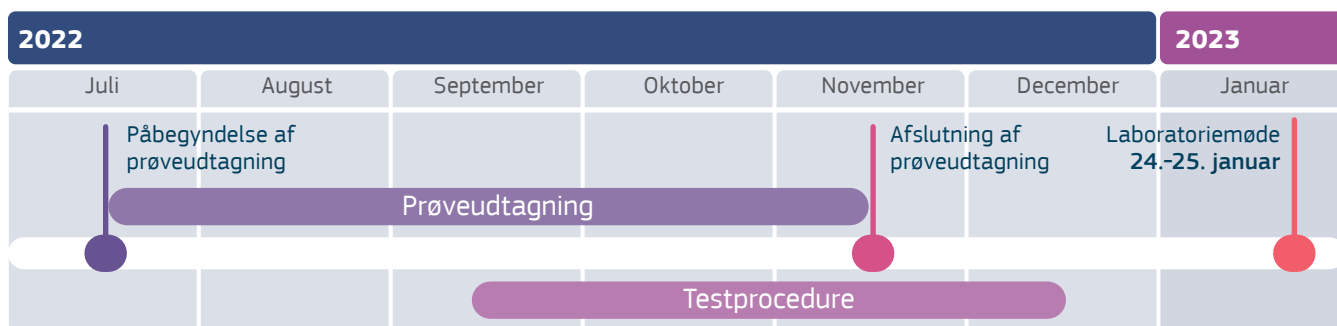 2022
2023
Juli
August
September
Oktober
November
December
Januar
Påbegyndelse af
prøveudtagning
Afslutning af
prøveudtagning
Laboratoriemøde
24.-25. januar
Prøveudtagning
Testprocedure